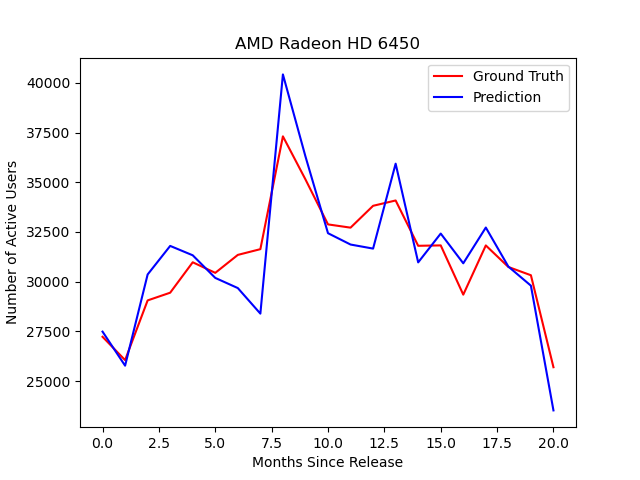 AMD Radeon HD 6450
Ground Truth
Prediction
40000
37500
35000
32500
30000
27500
25000
Number of Active Users
0.0 2.5 5.0 7.5 10.0 12.5 15.0 17.5 20.0
Months Since Release